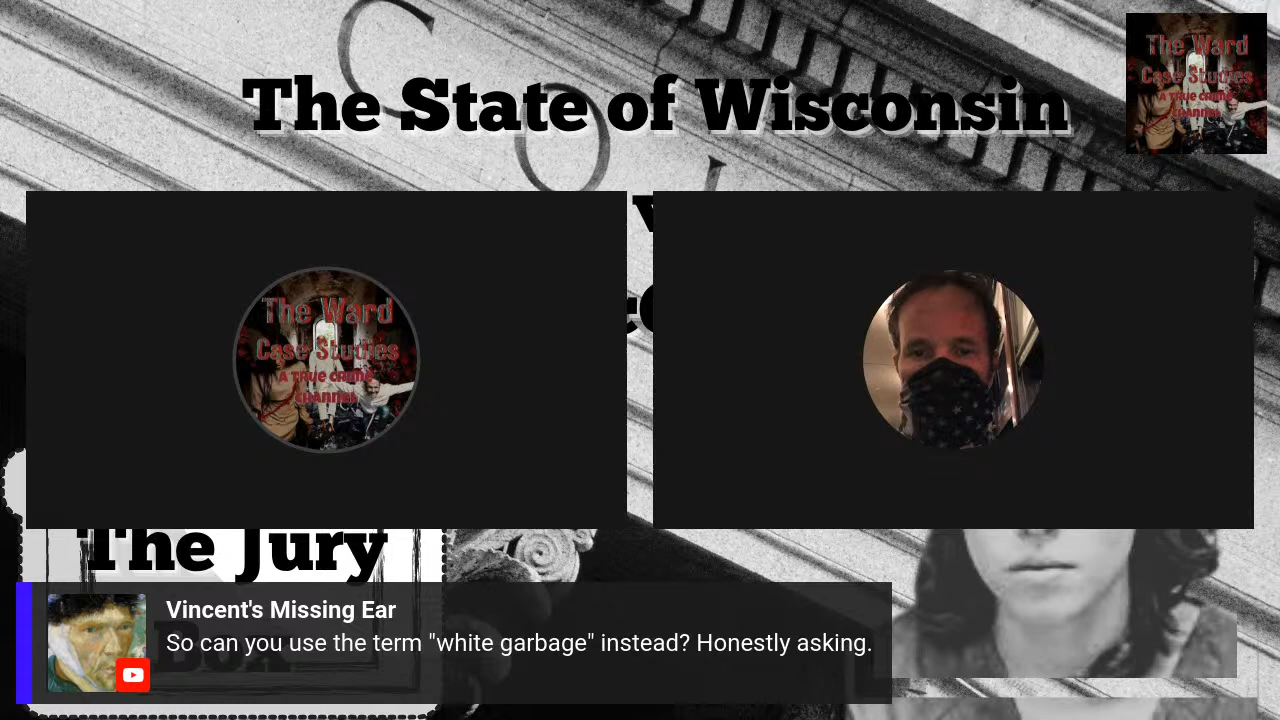 The State of Wisconsin
The Ward
Case Studies
A True crime
channel
The Ward
Case Studies
A True crime
channel
The Jury
Box
Vincent's Missing Ear
So can you use the term "white garbage" instead? Honestly asking.